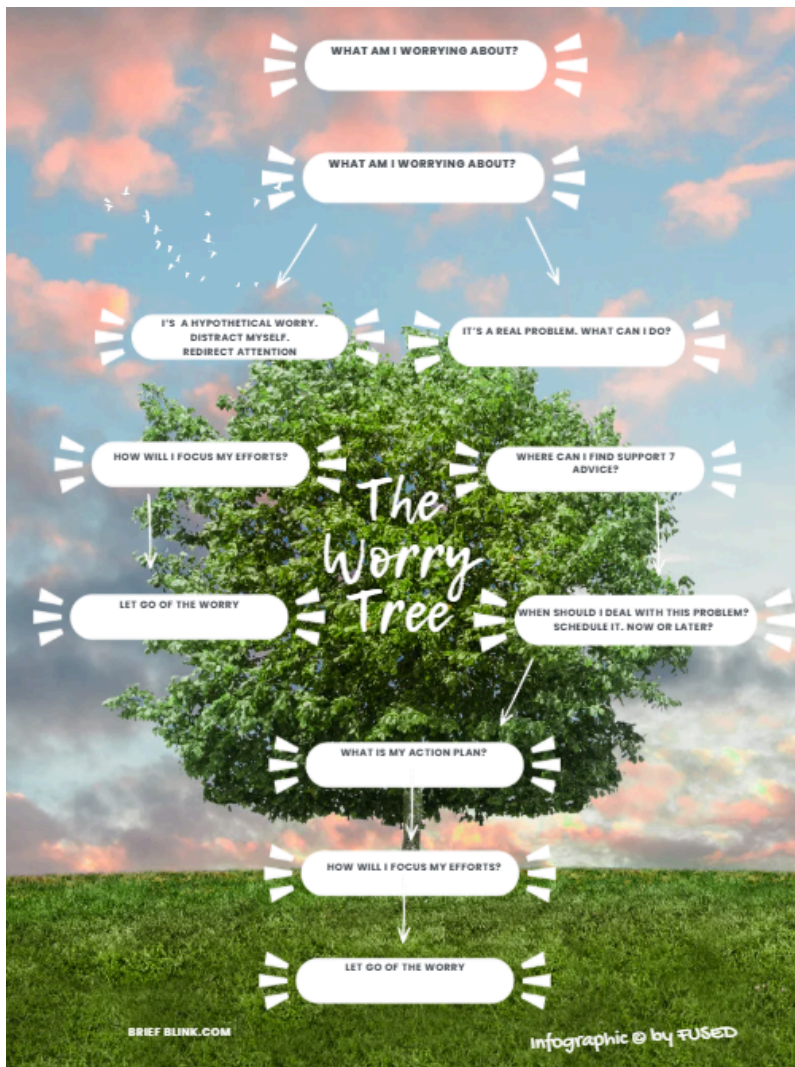 WHAT AM I WORRYING ABOUT?
WHAT AM I WORRYING ABOUT?
I'S A HYPOTHETICAL WORRY.
DISTRACT MYSELF.
REDIRECT ATTENTION
IT'S A REAL PROBLEM. WHAT CAN I DO?
HOW WILL I FOCUS MY EFFORTS?
WHERE CAN I FIND SUPPORT 7
ADVICE?
The
Worry
Tree
LET GO OF THE WORRY
WHEN SHOULD I DEAL WITH THIS PROBLEM?
SCHEDULE IT. NOW OR LATER?
WHAT IS MY ACTION PLAN?
HOW WILL I FOCUS MY EFFORTS?
LET GO OF THE WORRY
BRIEF BLINK.COM
Infographic © by FUSED